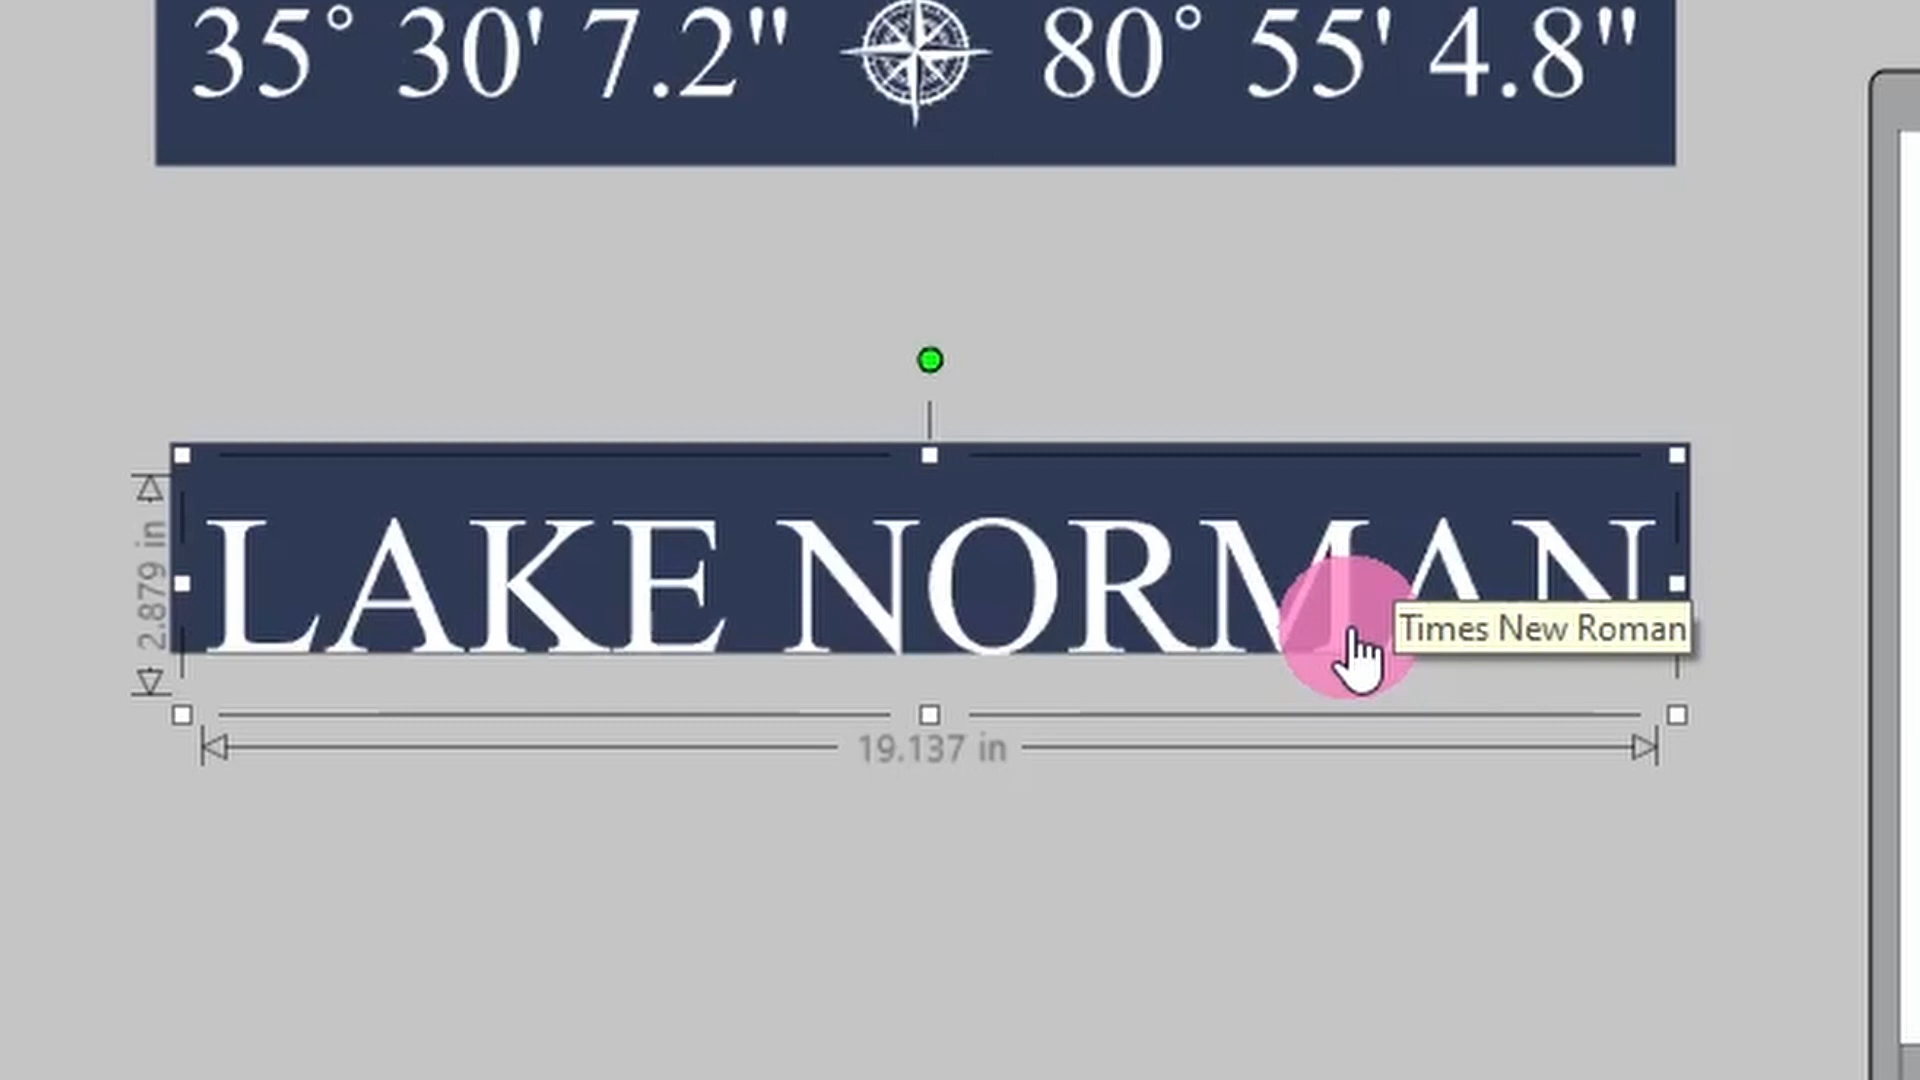 35° 30' 7.2" 80° 55' 4.8"
LAKE NORMAN
Times New Roman
2.879 in
19.137 in